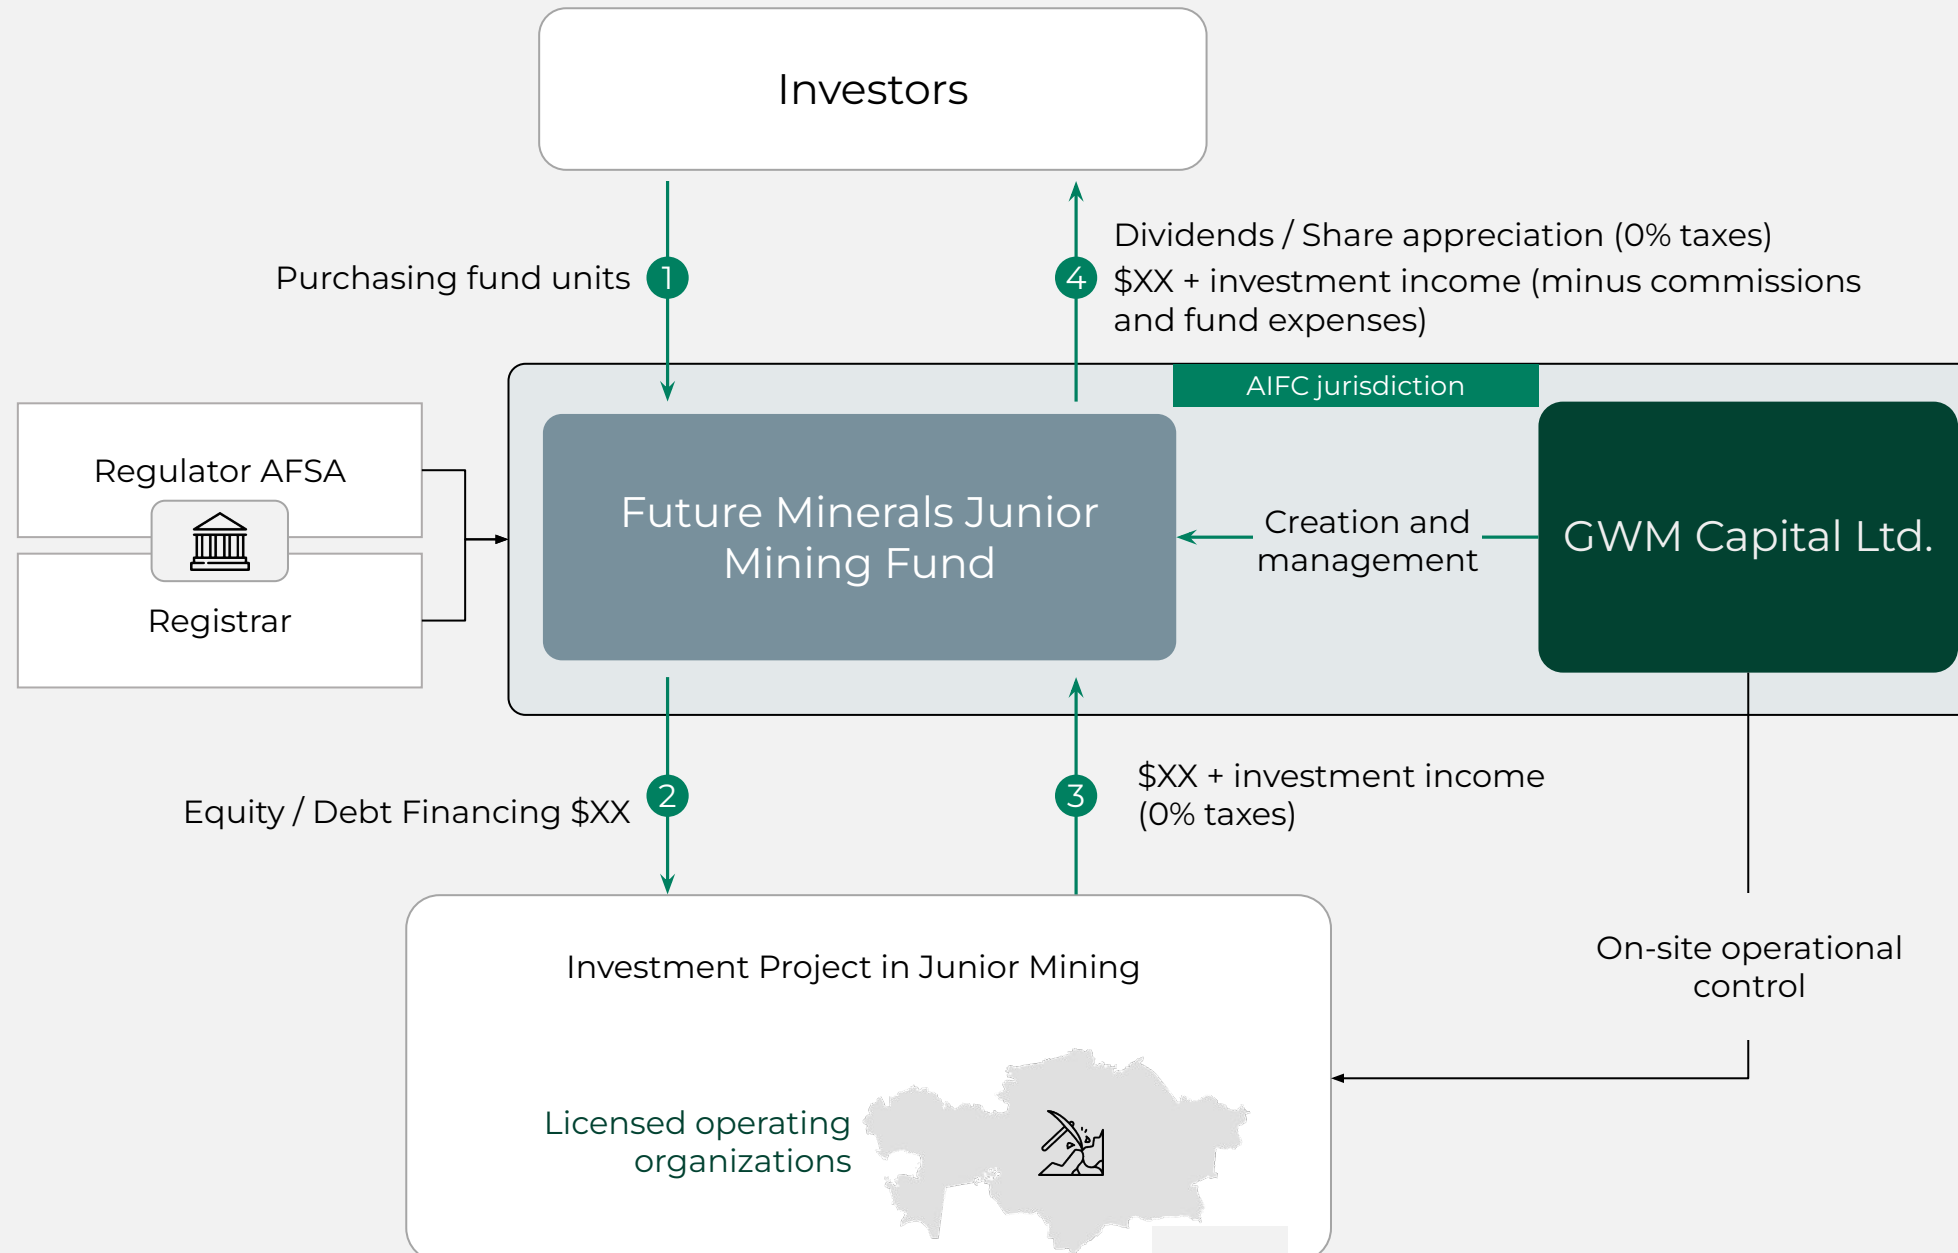 Investors
Purchasing fund units
1
4
Dividends / Share appreciation (0% taxes)
$XX + investment income (minus commissions
and fund expenses)
AIFC jurisdiction
Regulator AFSA
Registrar
Future Minerals Junior
Mining Fund
Creation and
management
GWM Capital Ltd.
Equity / Debt Financing $XX
2
3
$XX + investment income
(0% taxes)
On-site operational
control
Investment Project in Junior Mining
Licensed operating
organizations